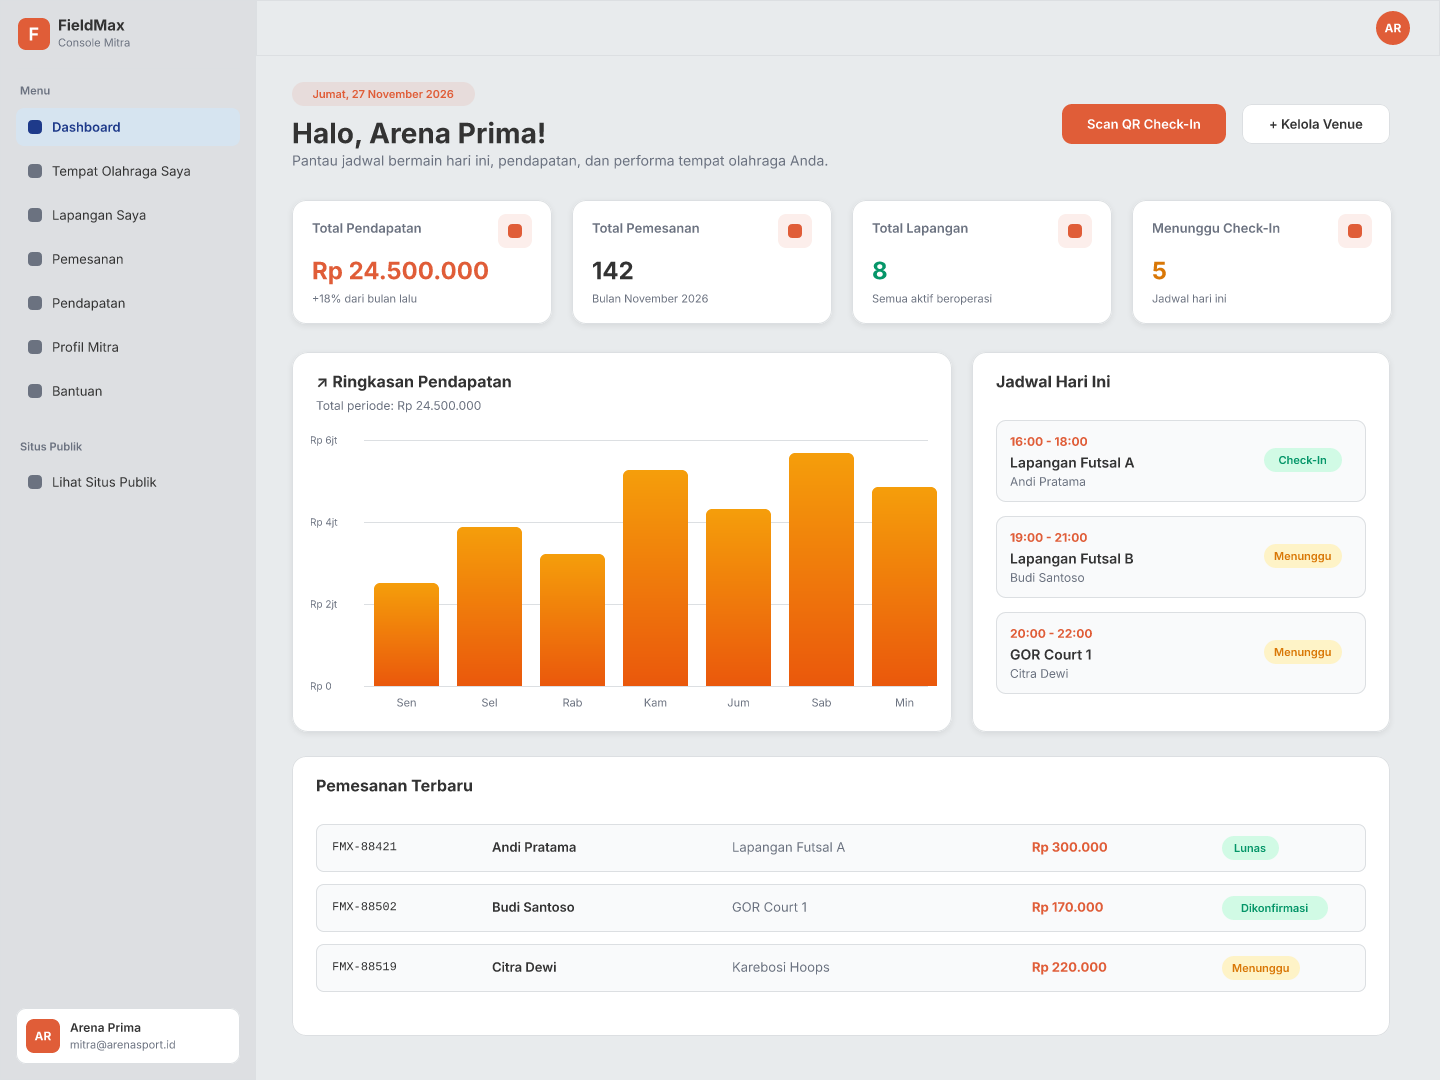 F
FieldMax
Console Mitra
Menu
Dashboard
Tempat Olahraga Saya
Lapangan Saya
Pemesanan
Pendapatan
Profil Mitra
Bantuan
Situs Publik
Lihat Situs Publik
AR
Arena Prima
mitra@arenasport.id
AR
Jumat, 27 November 2026
Halo, Arena Prima!
Pantau jadwal bermain hari ini, pendapatan, dan performa tempat olahraga Anda.
Scan QR Check-In
+ Kelola Venue
Total Pendapatan
Rp 24.500.000
+18% dari bulan lalu
Total Pemesanan
142
Bulan November 2026
Total Lapangan
8
Semua aktif beroperasi
Menunggu Check-In
5
Jadwal hari ini
↗ Ringkasan Pendapatan
Total periode: Rp 24.500.000
Rp 6jt
Rp 4jt
Rp 2jt
Rp 0
Sen Sel Rab Kam Jum Sab Min
Jadwal Hari Ini
16:00 - 18:00
Lapangan Futsal A
Andi Pratama
Check-In
19:00 - 21:00
Lapangan Futsal B
Budi Santoso
Menunggu
20:00 - 22:00
GOR Court 1
Citra Dewi
Menunggu
Pemesanan Terbaru
FMX-88421 Andi Pratama Lapangan Futsal A Rp 300.000 Lunas
FMX-88502 Budi Santoso GOR Court 1 Rp 170.000 Dikonfirmasi
FMX-88519 Citra Dewi Karebosi Hoops Rp 220.000 Menunggu